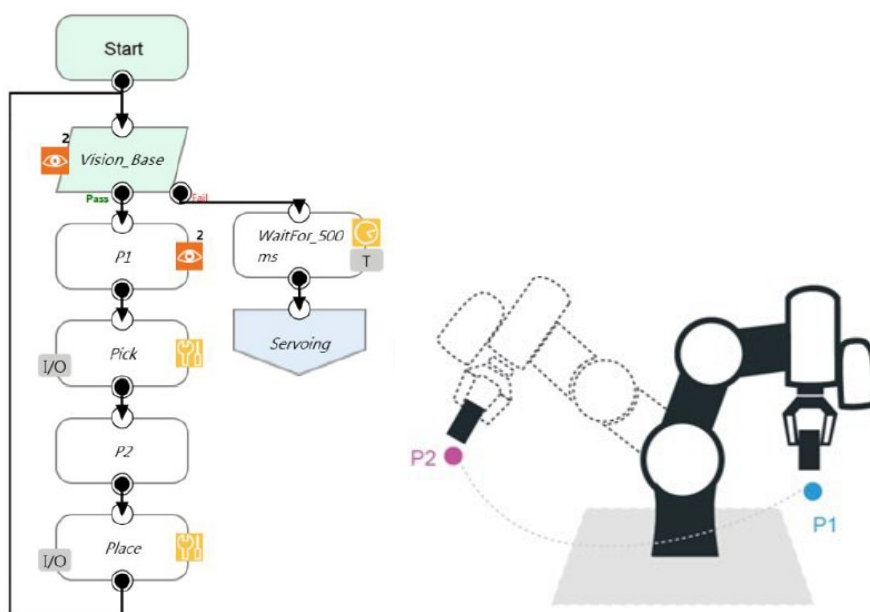 Start
2
Vision_Base
Pass
Fail
P1
2
WaitFor_500
ms
T
Servoing
Pick
I/O
P2
Place
I/O
P2
P1